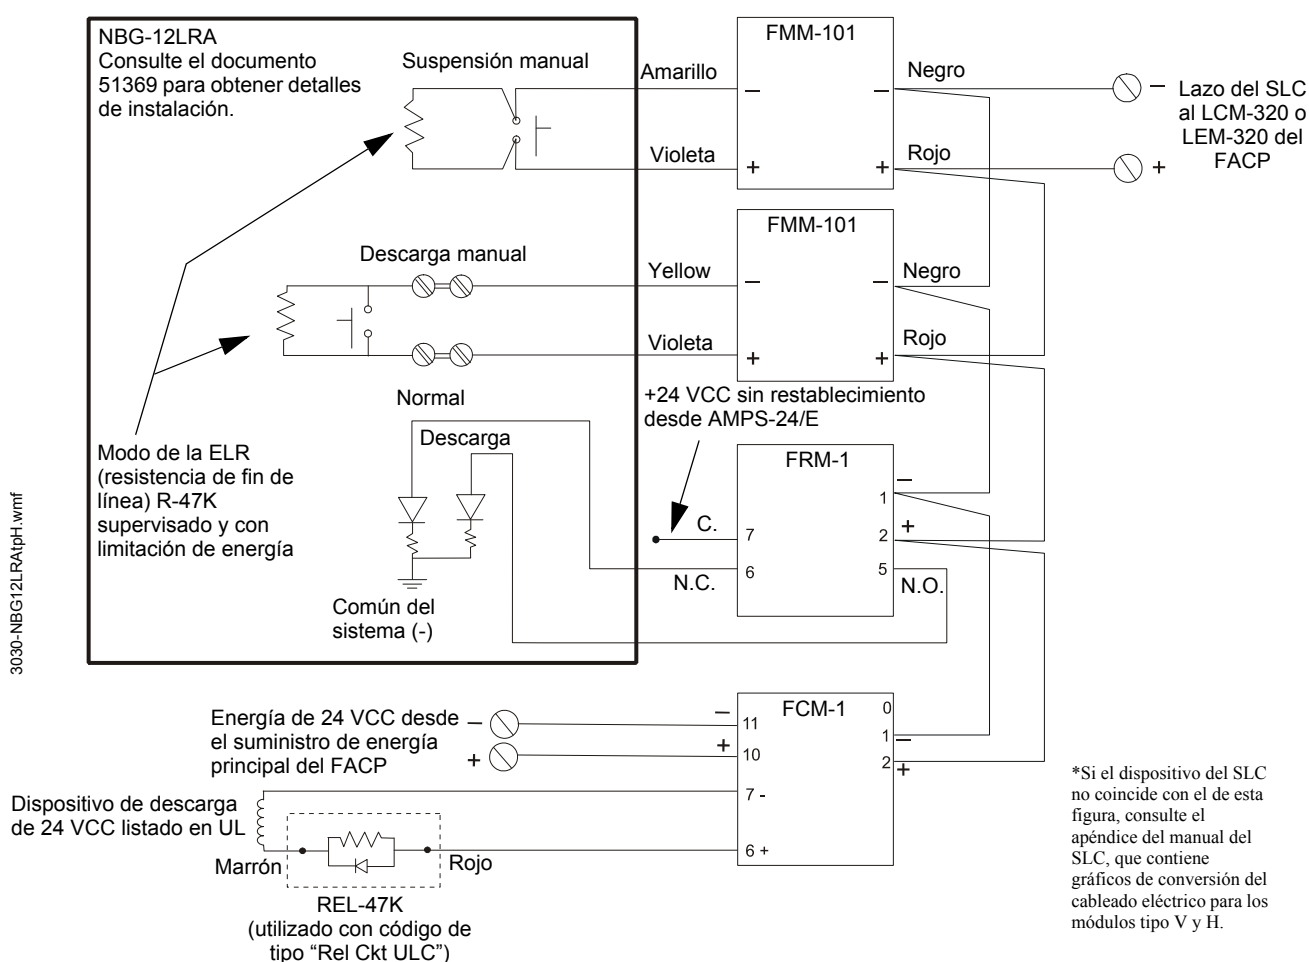 NBG-12LRA
Consulte el documento
51369 para obtener detalles
de instalación.
Suspensión manual
Amarillo
Violeta
FMM-101
−
+
−
+
Negro
Rojo
−
+
Lazo del SLC
al LCM-320 o
LEM-320 del
FACP
Descarga manual
Yellow
Violeta
FMM-101
−
+
−
+
Negro
Rojo
Normal
Descarga
+24 VCC sin restablecimiento
desde AMPS-24/E
Modo de la ELR
(resistencia de fin de
línea) R-47K
supervisado y con
limitación de energía
FRM-1
C.
7
N.C.
6
−
1
+
2
5
N.O.
Común del
sistema (-)
3030-NBG12LRAtpH.wmf
Energía de 24 VCC desde
el suministro de energía
principal del FACP
−
+
FCM-1
−
11
+
10
7 -
6 +
0
1
−
2
+
Dispositivo de descarga
de 24 VCC listado en UL
Marrón
Rojo
REL-47K
(utilizado con código de
tipo “Rel Ckt ULC”)
*Si el dispositivo del SLC
no coincide con el de esta
figura, consulte el
apéndice del manual del
SLC, que contiene
gráficos de conversión del
cableado eléctrico para los
módulos tipo V y H.